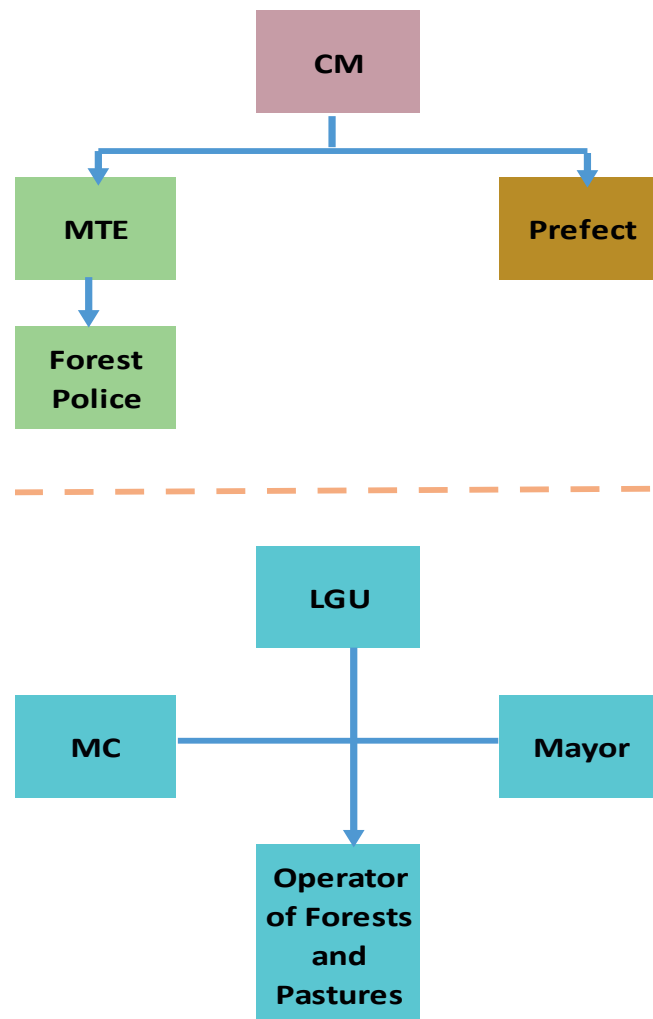 CM
MTE
Prefect
Forest
Police
LGU
MC
Mayor
Operator
of Forests
and
Pastures